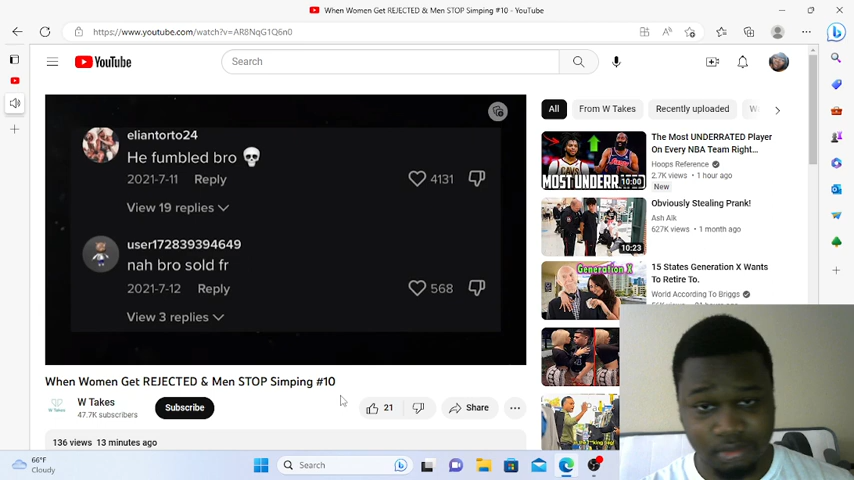 When Women Get REJECTED & Men STOP Simping #10 - YouTube
https://www.youtube.com/watch?v=AR8NqG1Q6n0
YouTube
Search
eliantorto24
He fumbled bro 💀
2021-7-11 Reply
4131
View 19 replies
user172839394649
nah bro sold fr
2021-7-12 Reply
568
View 3 replies
When Women Get REJECTED & Men STOP Simping #10
W Takes
47.7K subscribers
Subscribe
21
Share
136 views 13 minutes ago
All
From W Takes
Recently uploaded
MOST UNDERRATED
10:00
The Most UNDERRATED Player
On Every NBA Team Right...
Hoops Reference
2.7K views • 1 hour ago
New
10:23
Obviously Stealing Prank!
Ash Alk
627K views • 1 month ago
Generation X
15 States Generation X Wants
To Retire To.
World According To Briggs
66°F
Cloudy
Search